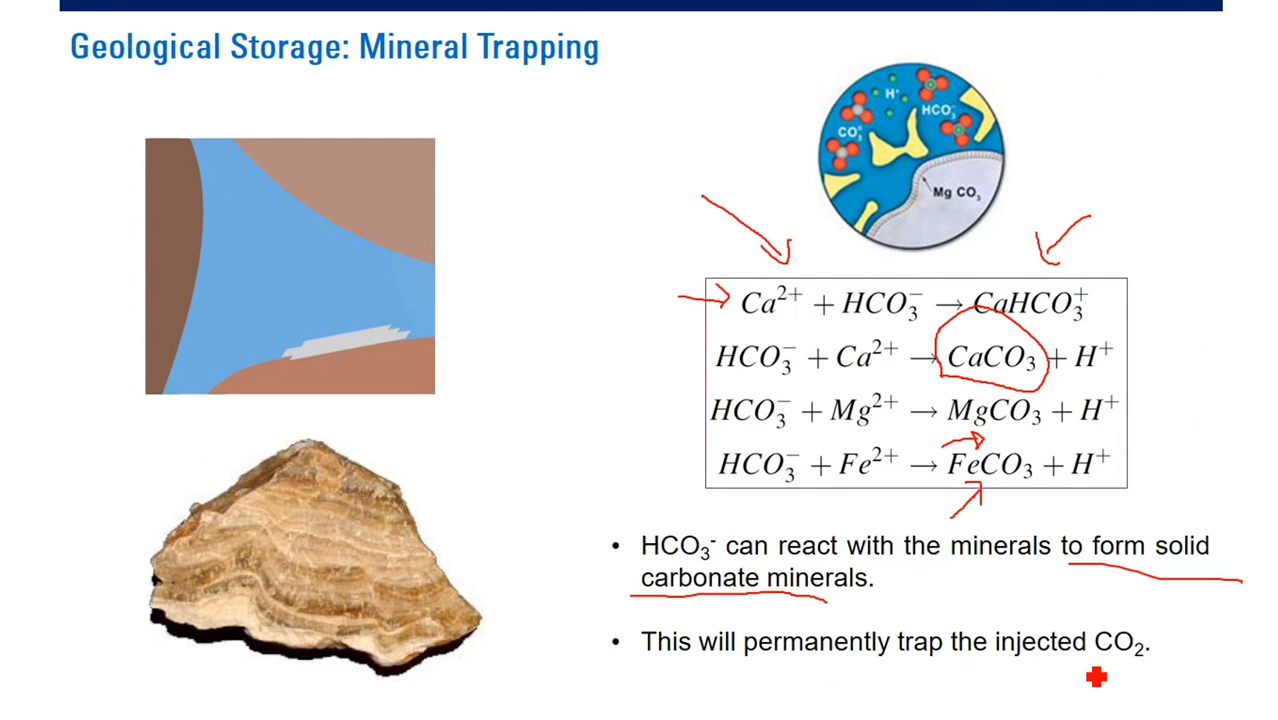 Geological Storage: Mineral Trapping
H⁺
HCO₃⁻
CO₃⁼
Mg CO₃
Ca²⁺ + HCO₃⁻ → CaHCO₃⁺
HCO₃⁻ + Ca²⁺ → CaCO₃ + H⁺
HCO₃⁻ + Mg²⁺ → MgCO₃ + H⁺
HCO₃⁻ + Fe²⁺ → FeCO₃ + H⁺
• HCO₃⁻ can react with the minerals to form solid
carbonate minerals.
• This will permanently trap the injected CO₂.